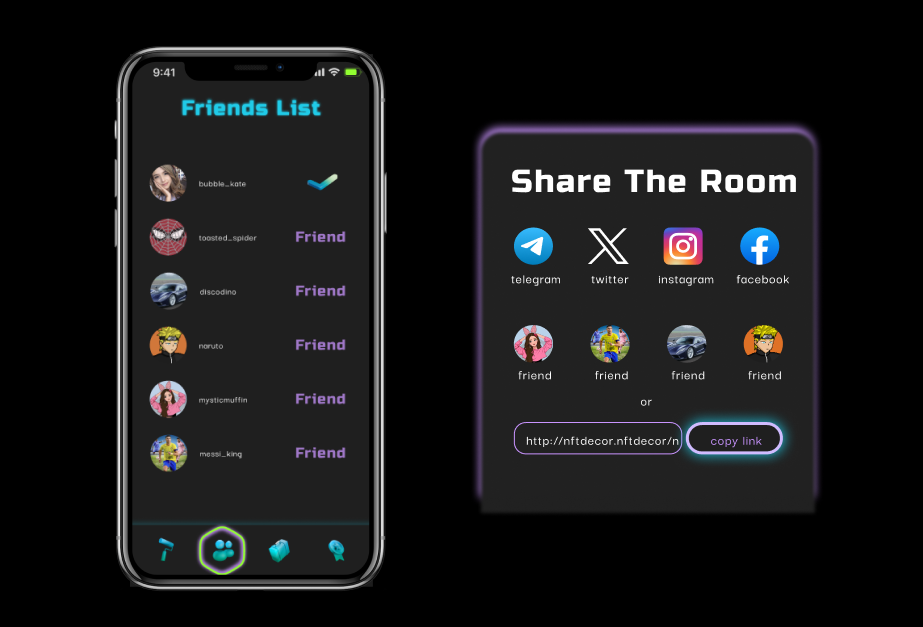 9:41
Friends List
bubble_kate
toasted_spider Friend
discodino Friend
naruto Friend
mysticmuffin Friend
messi_king Friend
Share The Room
telegram twitter instagram facebook
friend friend friend friend
or
http://nftdecor.nftdecor/n copy link